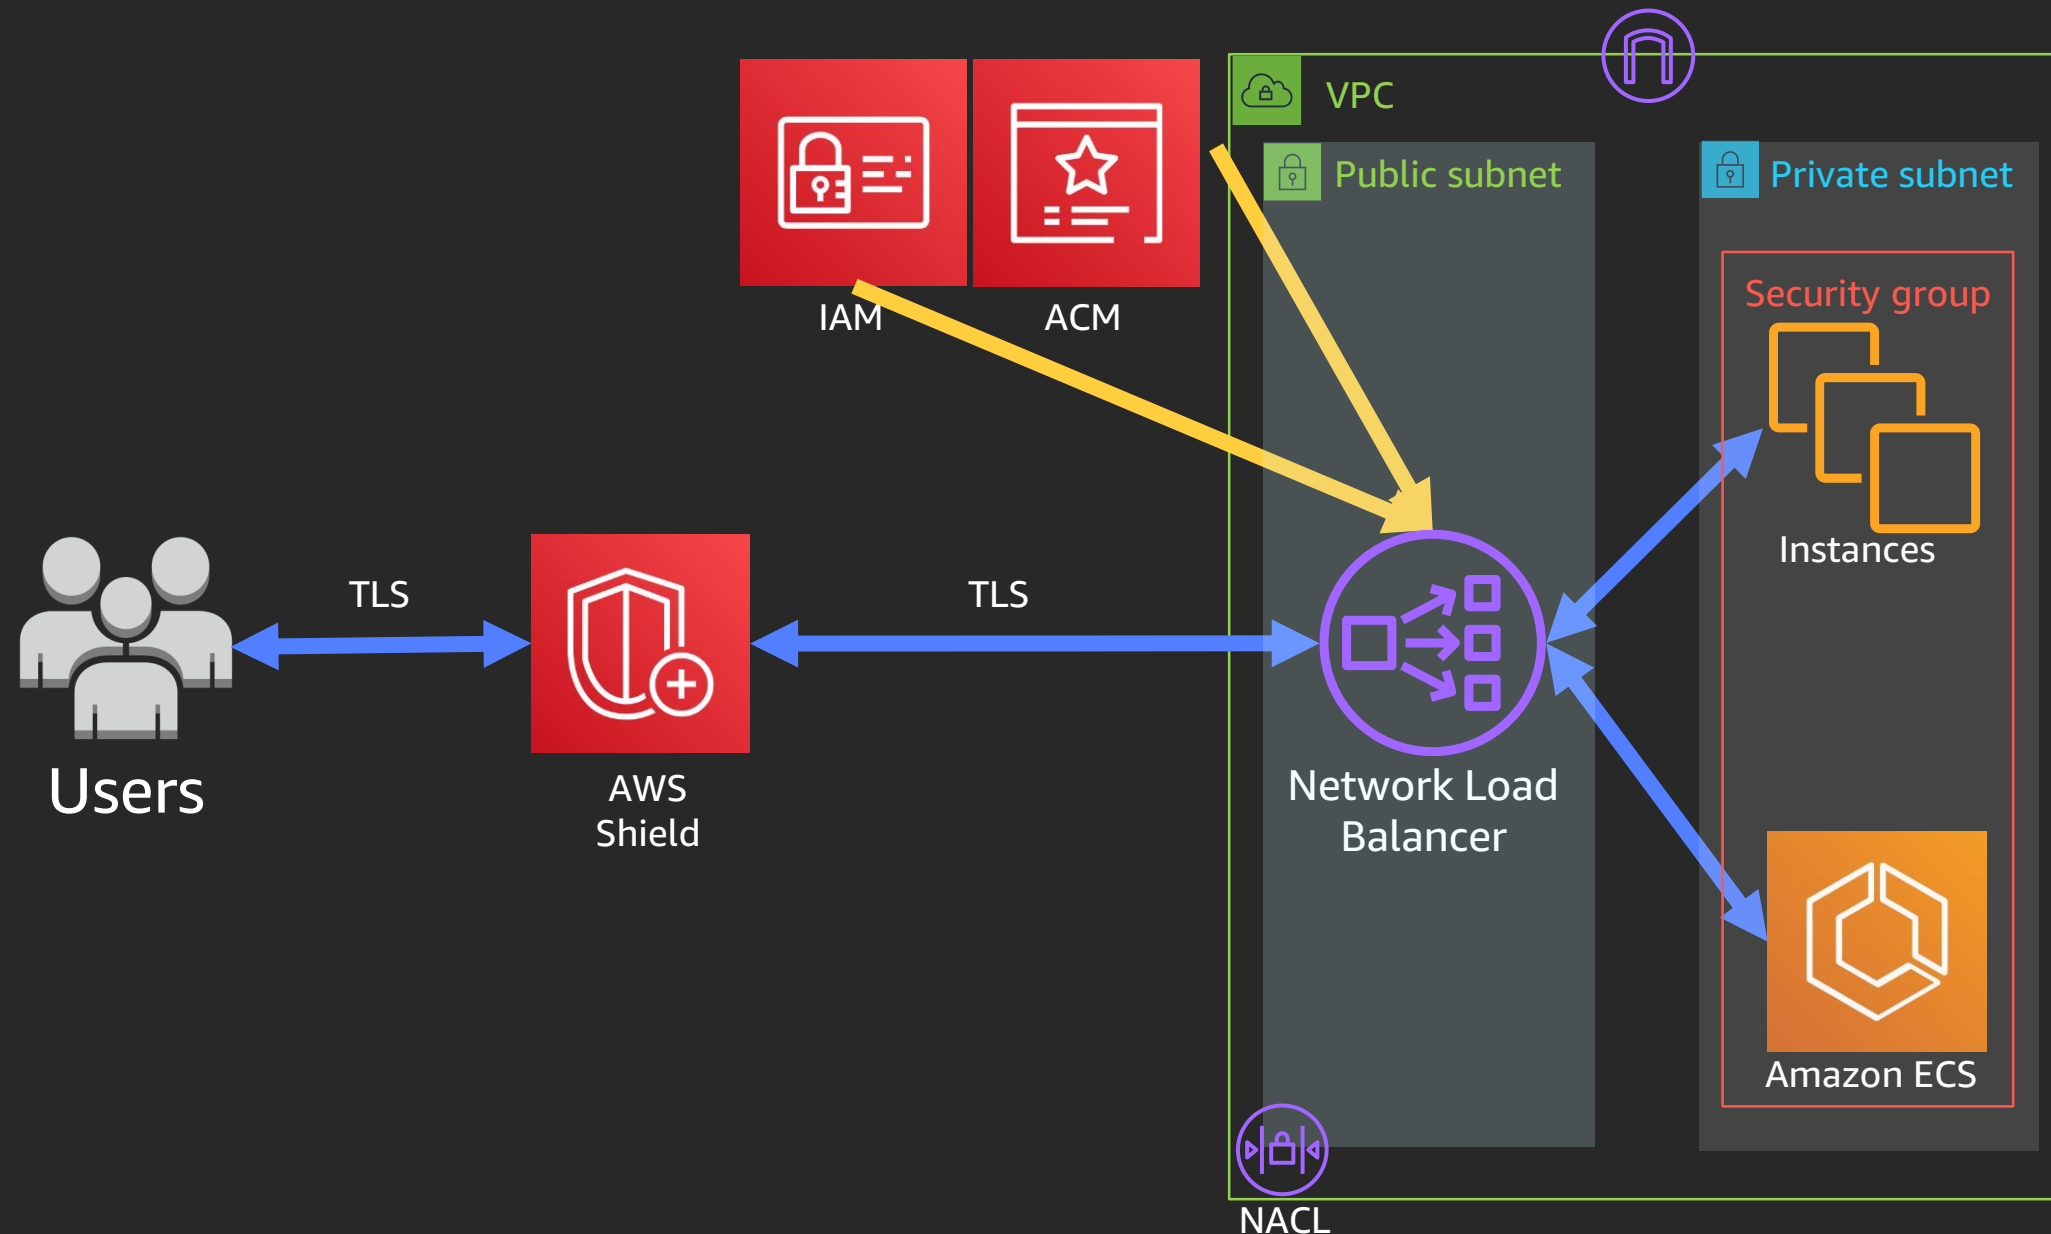 VPC
Public subnet
Private subnet
Security group
IAM
ACM
Instances
TLS
TLS
Users
AWS
Shield
Network Load
Balancer
Amazon ECS
NACL